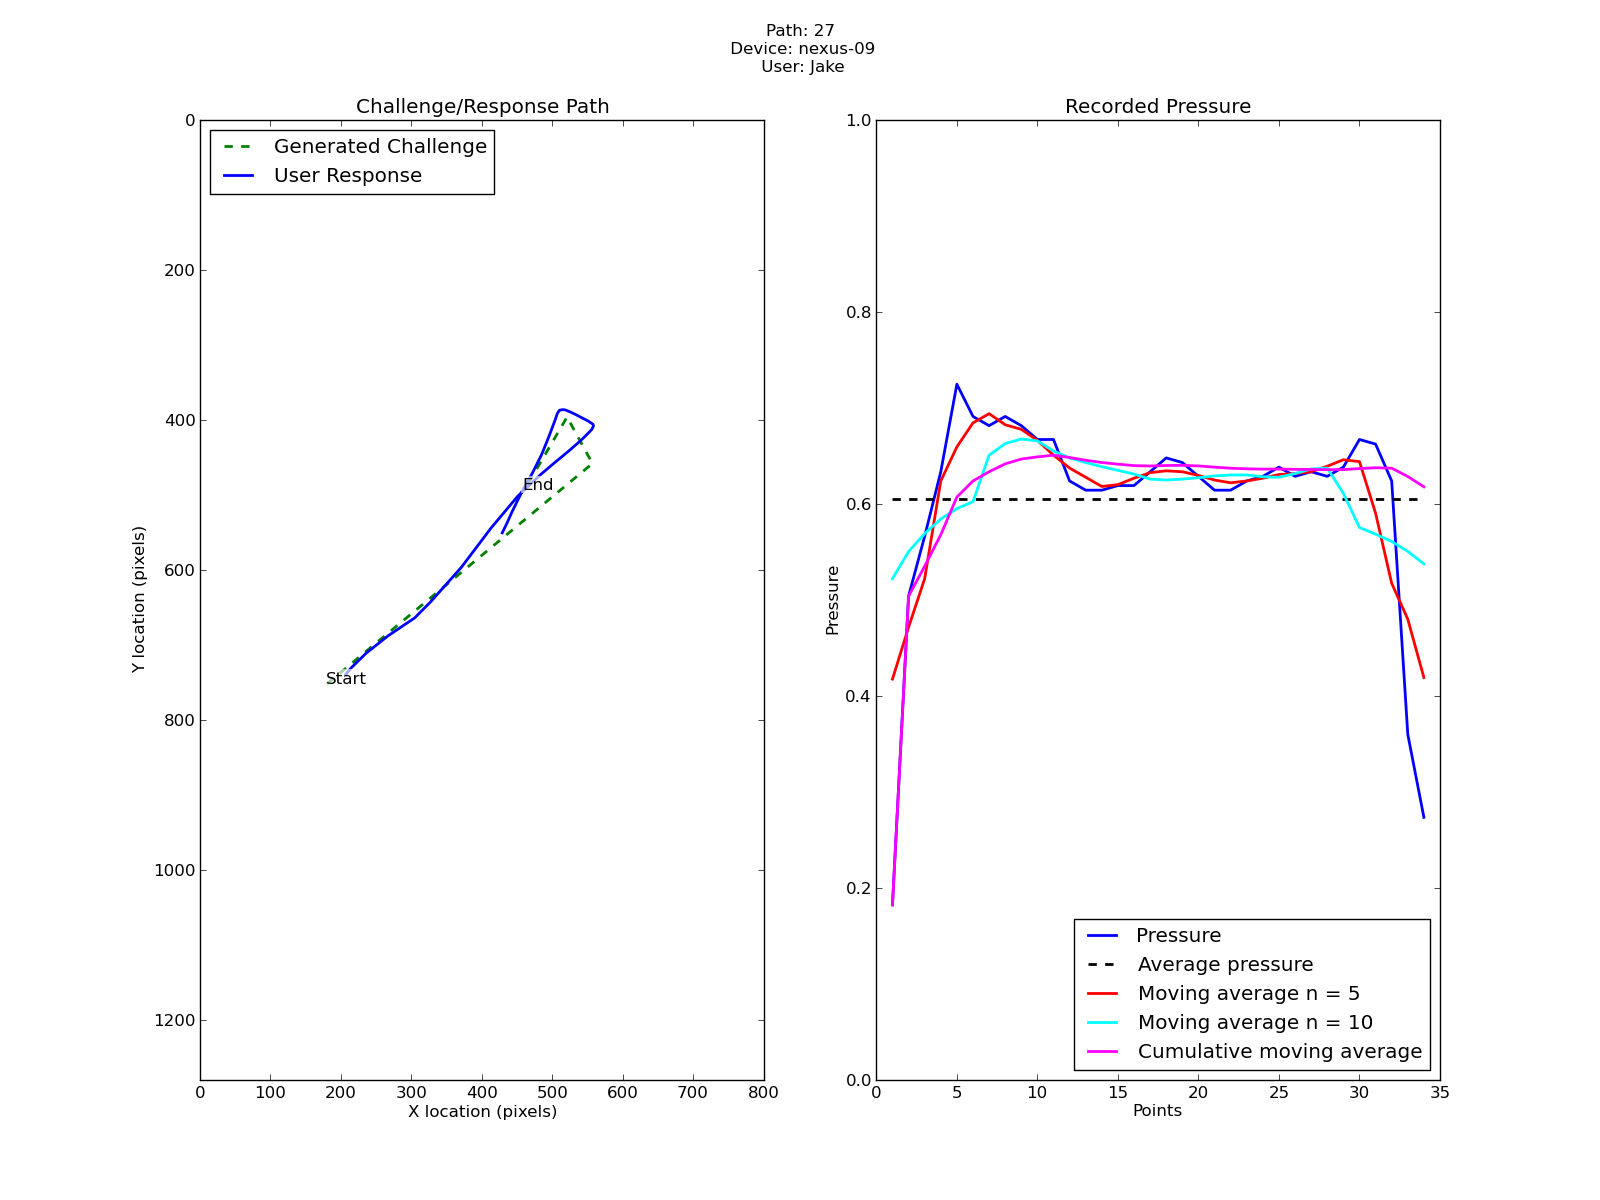 Path: 27
Device: nexus-09
User: Jake
Challenge/Response Path
Generated Challenge
User Response
0
200
400
600
800
1000
1200
Y location (pixels)
Start
End
0 100 200 300 400 500 600 700 800
X location (pixels)
Recorded Pressure
1.0
0.8
0.6
0.4
0.2
0.0
Pressure
Pressure
Average pressure
Moving average n = 5
Moving average n = 10
Cumulative moving average
0 5 10 15 20 25 30 35
Points